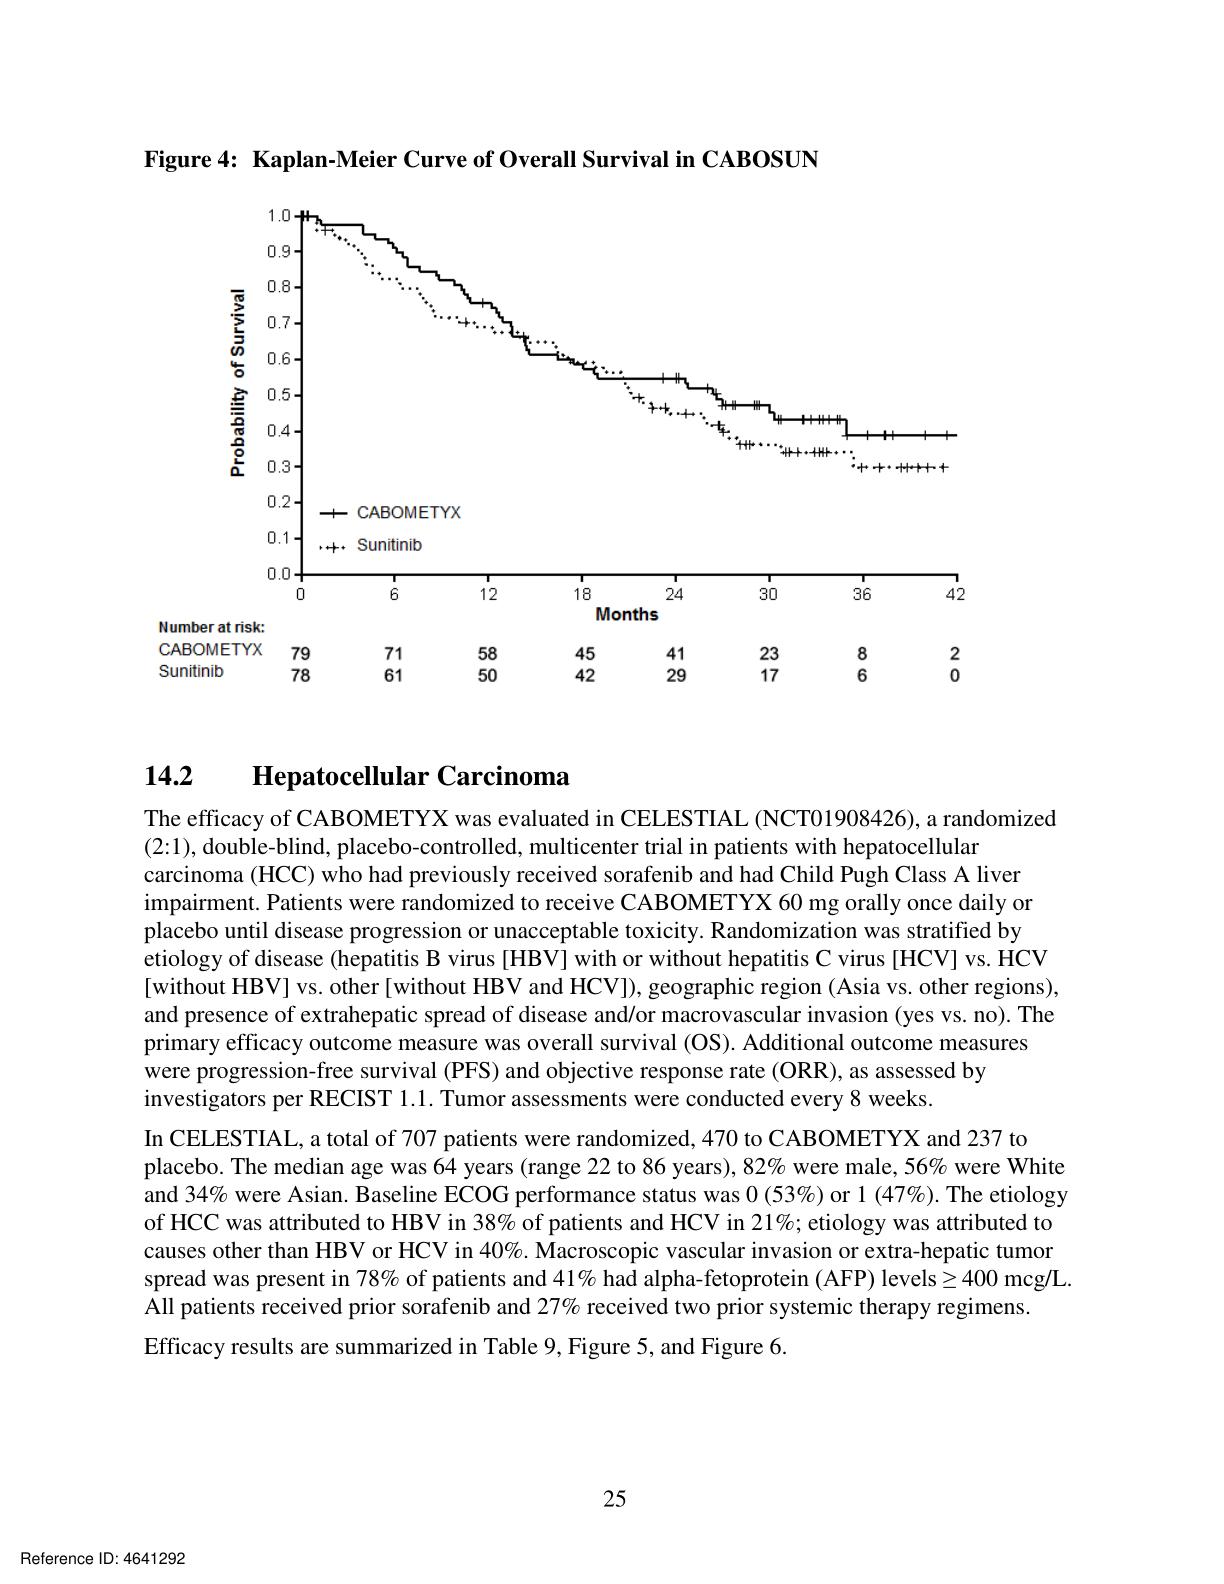 Figure 4: Kaplan-Meier Curve of Overall Survival in CABOSUN
1.0
0.9
0.8
0.7
0.6
0.5
0.4
0.3
0.2
0.1
0.0
Probability of Survival
CABOMETYX
Sunitinib
0 6 12 18 24 30 36 42
Months
Number at risk:
CABOMETYX 79 71 58 45 41 23 8 2
Sunitinib 78 61 50 42 29 17 6 0
14.2 Hepatocellular Carcinoma
The efficacy of CABOMETYX was evaluated in CELESTIAL (NCT01908426), a randomized
(2:1), double-blind, placebo-controlled, multicenter trial in patients with hepatocellular
carcinoma (HCC) who had previously received sorafenib and had Child Pugh Class A liver
impairment. Patients were randomized to receive CABOMETYX 60 mg orally once daily or
placebo until disease progression or unacceptable toxicity. Randomization was stratified by
etiology of disease (hepatitis B virus [HBV] with or without hepatitis C virus [HCV] vs. HCV
[without HBV] vs. other [without HBV and HCV]), geographic region (Asia vs. other regions),
and presence of extrahepatic spread of disease and/or macrovascular invasion (yes vs. no). The
primary efficacy outcome measure was overall survival (OS). Additional outcome measures
were progression-free survival (PFS) and objective response rate (ORR), as assessed by
investigators per RECIST 1.1. Tumor assessments were conducted every 8 weeks.
In CELESTIAL, a total of 707 patients were randomized, 470 to CABOMETYX and 237 to
placebo. The median age was 64 years (range 22 to 86 years), 82% were male, 56% were White
and 34% were Asian. Baseline ECOG performance status was 0 (53%) or 1 (47%). The etiology
of HCC was attributed to HBV in 38% of patients and HCV in 21%; etiology was attributed to
causes other than HBV or HCV in 40%. Macroscopic vascular invasion or extra-hepatic tumor
spread was present in 78% of patients and 41% had alpha-fetoprotein (AFP) levels ≥ 400 mcg/L.
All patients received prior sorafenib and 27% received two prior systemic therapy regimens.
Efficacy results are summarized in Table 9, Figure 5, and Figure 6.
25
Reference ID: 4641292